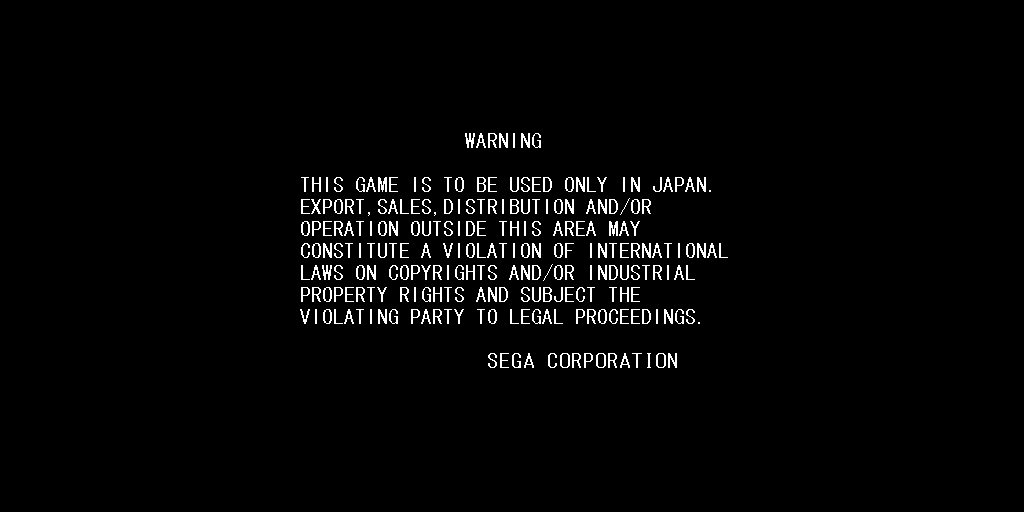 WARNING
THIS GAME IS TO BE USED ONLY IN JAPAN.
EXPORT,SALES,DISTRIBUTION AND/OR
OPERATION OUTSIDE THIS AREA MAY
CONSTITUTE A VIOLATION OF INTERNATIONAL
LAWS ON COPYRIGHTS AND/OR INDUSTRIAL
PROPERTY RIGHTS AND SUBJECT THE
VIOLATING PARTY TO LEGAL PROCEEDINGS.
SEGA CORPORATION